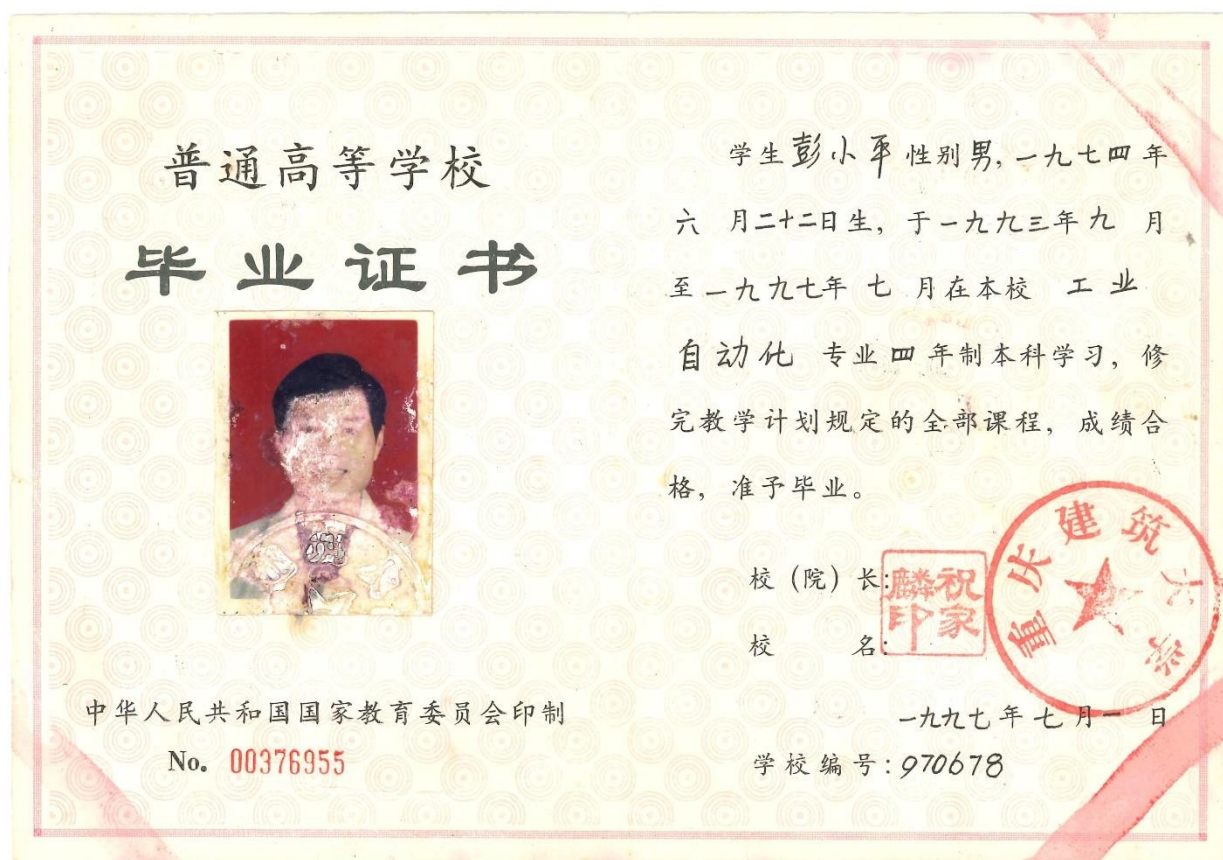 普通高等学校
毕业证书
中华人民共和国国家教育委员会印制
No. 00376955
学生彭小平性别男,一九七四年
六 月二十二日生,于一九九三年九 月
至一九九七年 七 月在本校 工业
自动化 专业四年制本科学习,修
完教学计划规定的全部课程,成绩合
格,准予毕业。
校(院)长:
祝家麟印
校 名:
重庆建筑大学
一九九七年七月一日
学校编号:970678